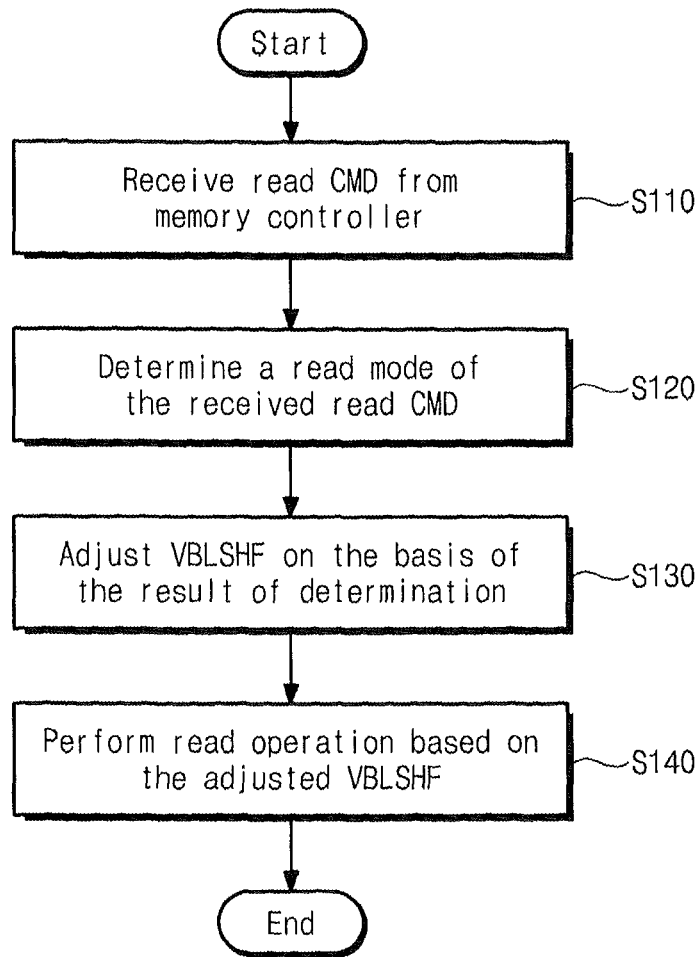 Start
Receive read CMD from
memory controller
S110
Determine a read mode of
the received read CMD
S120
Adjust VBLSHF on the basis of
the result of determination
S130
Perform read operation based on
the adjusted VBLSHF
S140
End